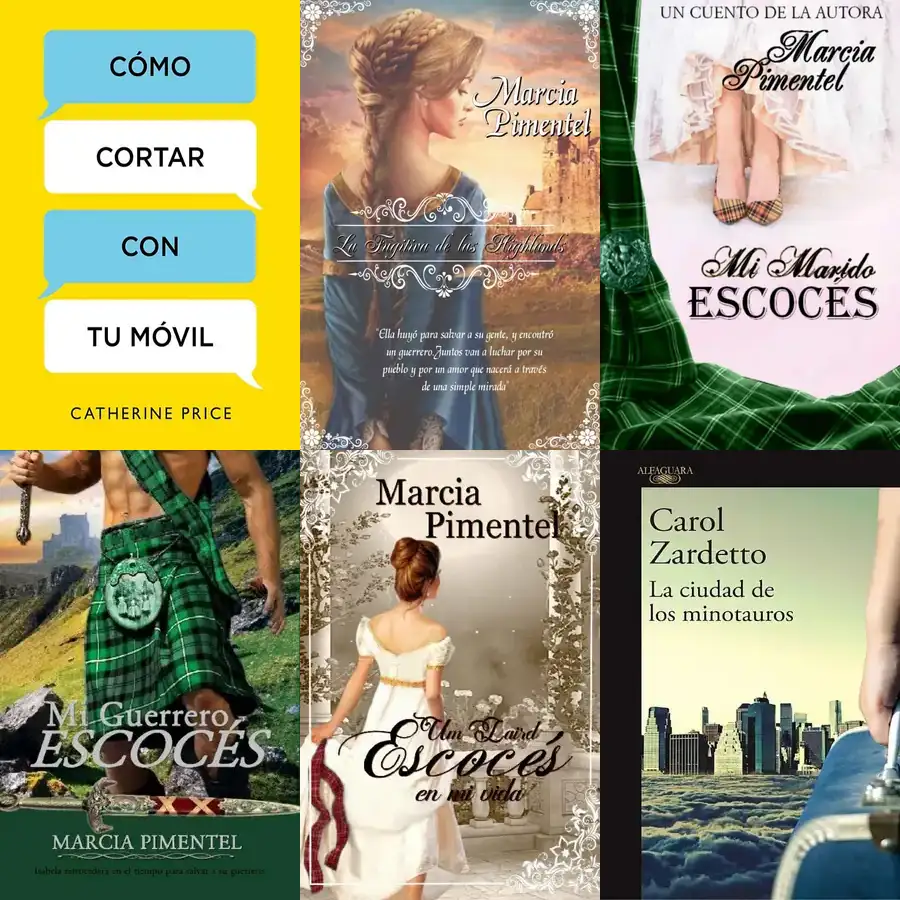 CÓMO
CORTAR
CON
TU MÓVIL
CATHERINE PRICE
Marcia
Pimentel
La Fugitiva de las Highlands
"Ella huyó para salvar a su gente, y encontró
un guerrero. Juntos van a luchar por su
pueblo y por un amor que nacerá a través
de una simple mirada"
UN CUENTO DE LA AUTORA
Marcia
Pimentel
Mi Marido
ESCOCÉS
Mi Guerrero
ESCOCÉS
MARCIA PIMENTEL
Marcia
Pimentel
Um Laird
Escocés
en mi vida
ALFAGUARA
Carol
Zardetto
La ciudad de
los minotauros